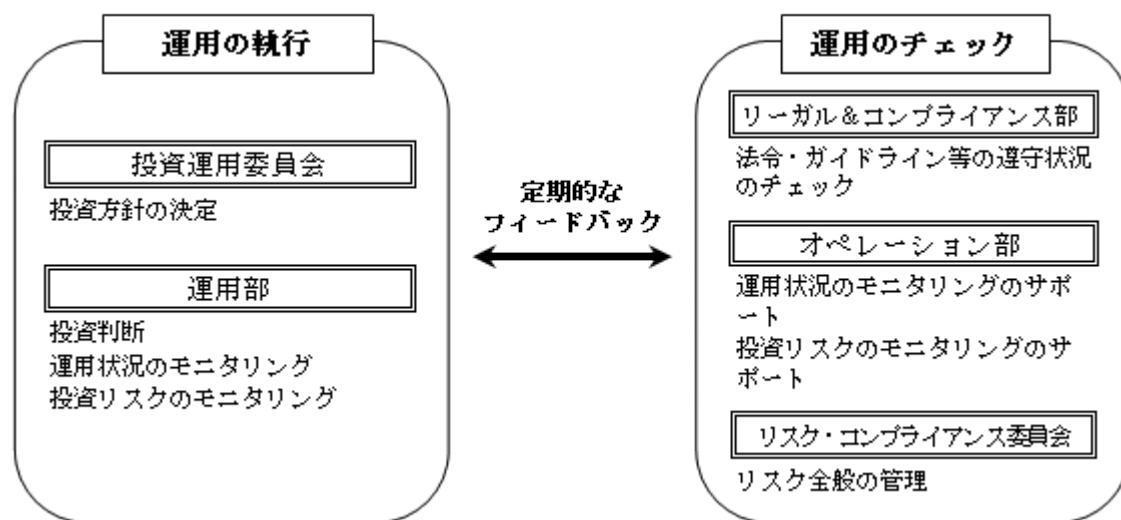 運用の執行
投資運用委員会
投資方針の決定
運用部
投資判断
運用状況のモニタリング
投資リスクのモニタリング
定期的な
フィードバック
運用のチェック
リーガル&コンプライアンス部
法令・ガイドライン等の遵守状況
のチェック
オペレーション部
運用状況のモニタリングのサポ
ート
投資リスクのモニタリングのサ
ポート
リスク・コンプライアンス委員会
リスク全般の管理